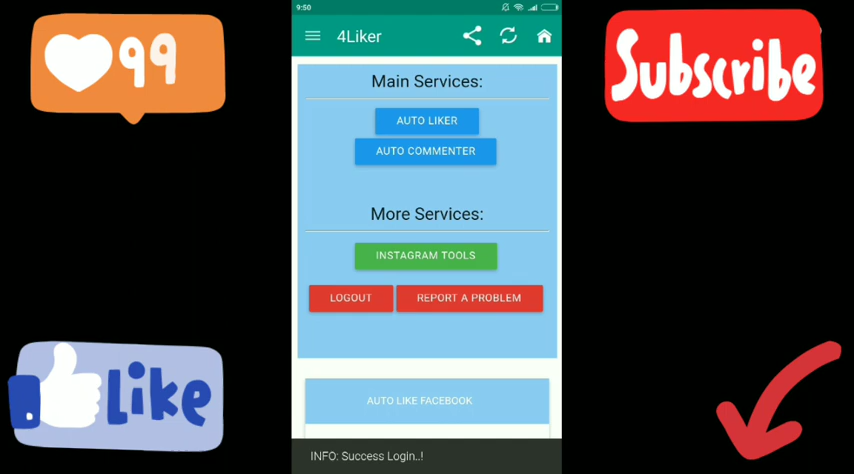 9:50
4Liker
99
Subscribe
Main Services:
AUTO LIKER
AUTO COMMENTER
More Services:
INSTAGRAM TOOLS
LOGOUT
REPORT A PROBLEM
Like
AUTO LIKE FACEBOOK
INFO: Success Login..!